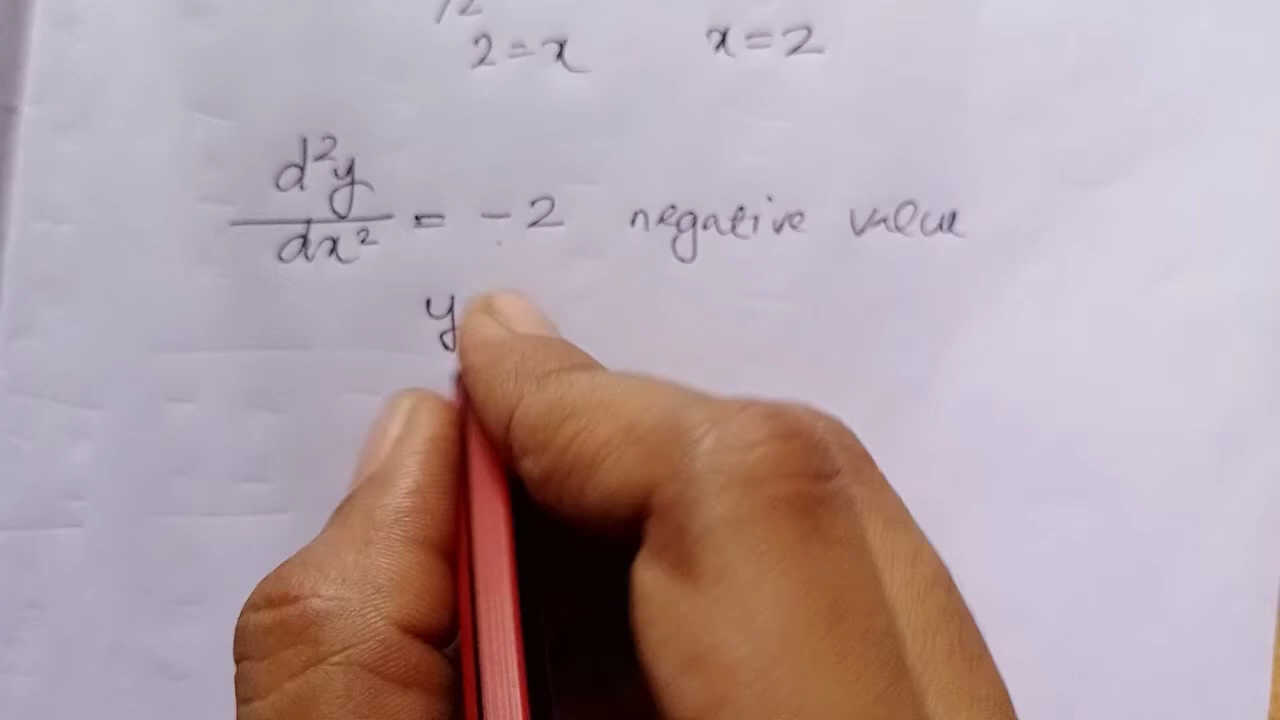 2 = x x = 2
d²y/dx² = -2 negative value
y